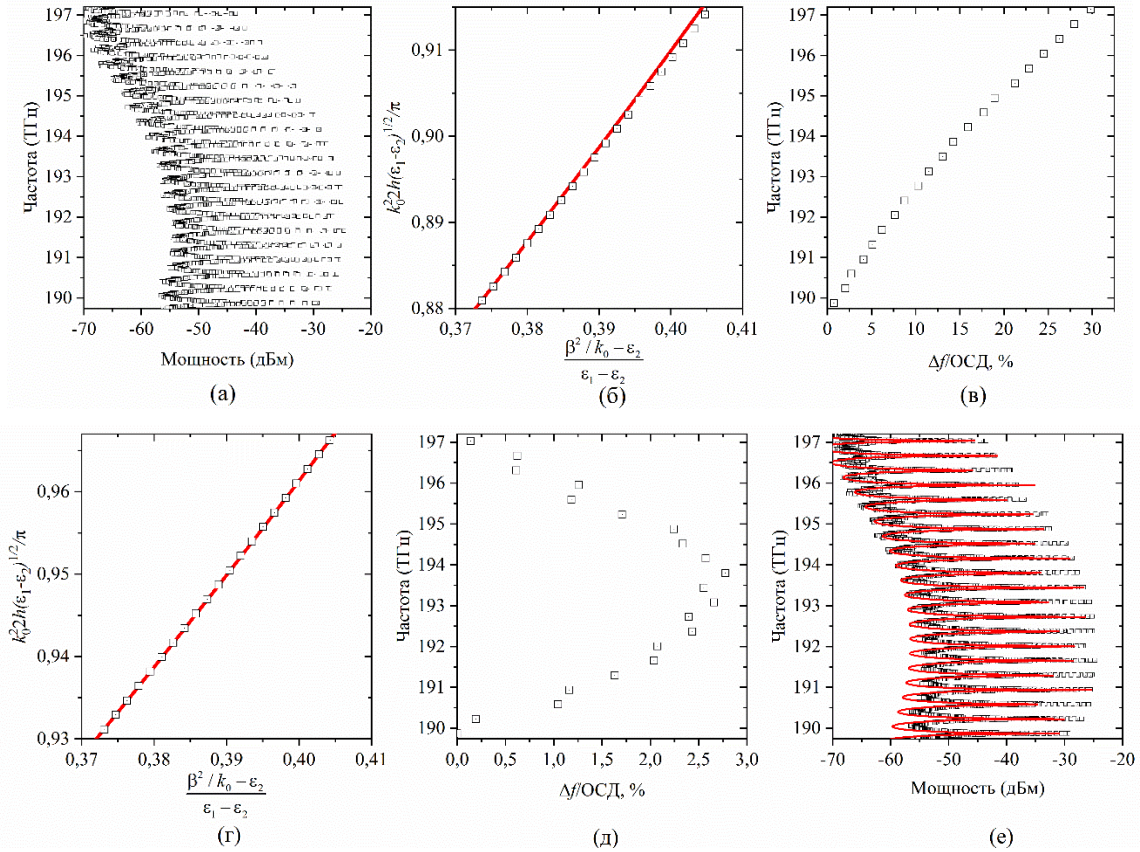 197
196
195
194
193
192
191
190
Частота (ТГц)
-70 -60 -50 -40 -30 -20
Мощность (дБм)
(а)
0,91
0,90
0,89
0,88
k₀²2h(ε₁-ε₂)^1/2/π
0,37 0,38 0,39 0,40 0,41
β² / k₀ − ε₂
ε₁ − ε₂
(б)
197
196
195
194
193
192
191
190
Частота (ТГц)
0 5 10 15 20 25 30
Δf/ОСД, %
(в)
0,96
0,95
0,94
0,93
k₀²2h(ε₁-ε₂)^1/2/π
0,37 0,38 0,39 0,40 0,41
β² / k₀ − ε₂
ε₁ − ε₂
(г)
197
196
195
194
193
192
191
190
Частота (ТГц)
0,0 0,5 1,0 1,5 2,0 2,5 3,0
Δf/ОСД, %
(д)
197
196
195
194
193
192
191
190
Частота (ТГц)
-70 -60 -50 -40 -30 -20
Мощность (дБм)
(е)